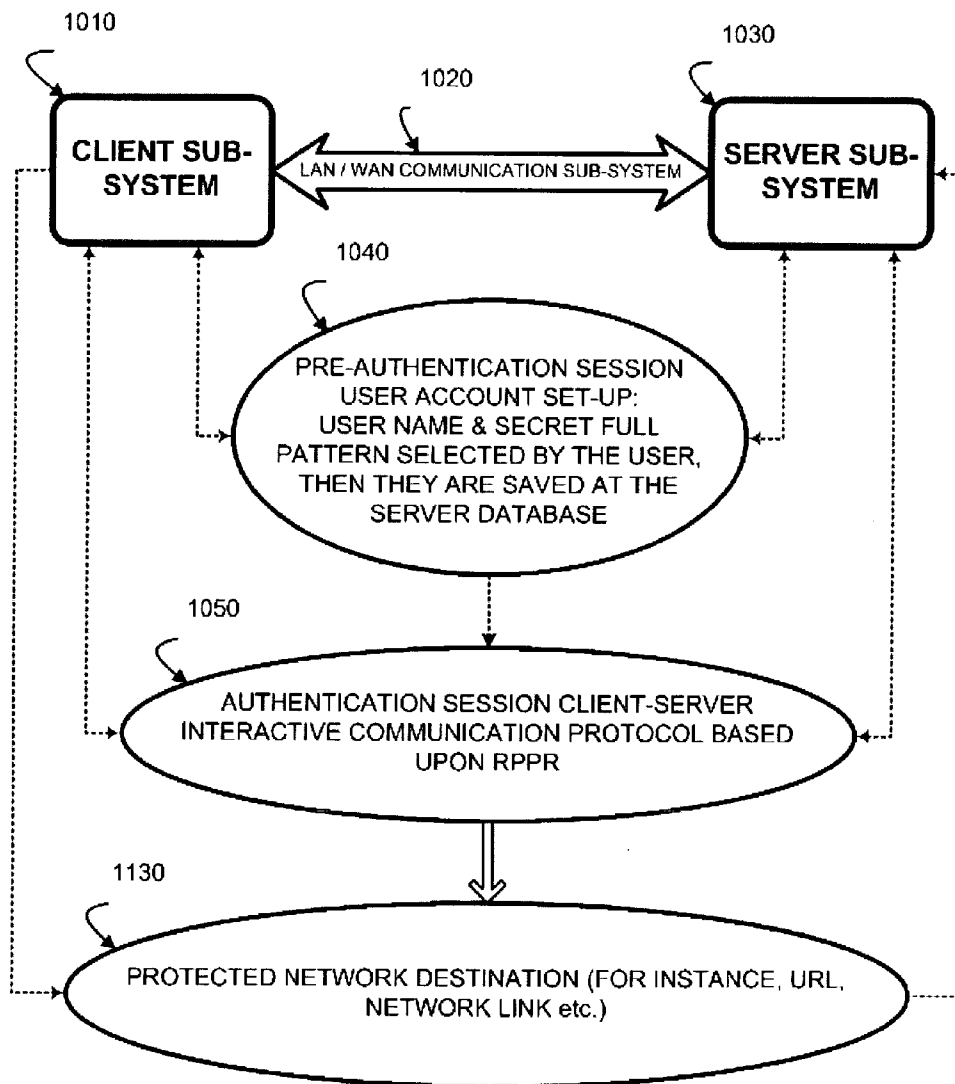 1010
1030
1020
CLIENT SUB-
SYSTEM
LAN / WAN COMMUNICATION SUB-SYSTEM
SERVER SUB-
SYSTEM
1040
PRE-AUTHENTICATION SESSION
USER ACCOUNT SET-UP:
USER NAME & SECRET FULL
PATTERN SELECTED BY THE USER,
THEN THEY ARE SAVED AT THE
SERVER DATABASE
1050
AUTHENTICATION SESSION CLIENT-SERVER
INTERACTIVE COMMUNICATION PROTOCOL BASED
UPON RPPR
1130
PROTECTED NETWORK DESTINATION (FOR INSTANCE, URL,
NETWORK LINK etc.)